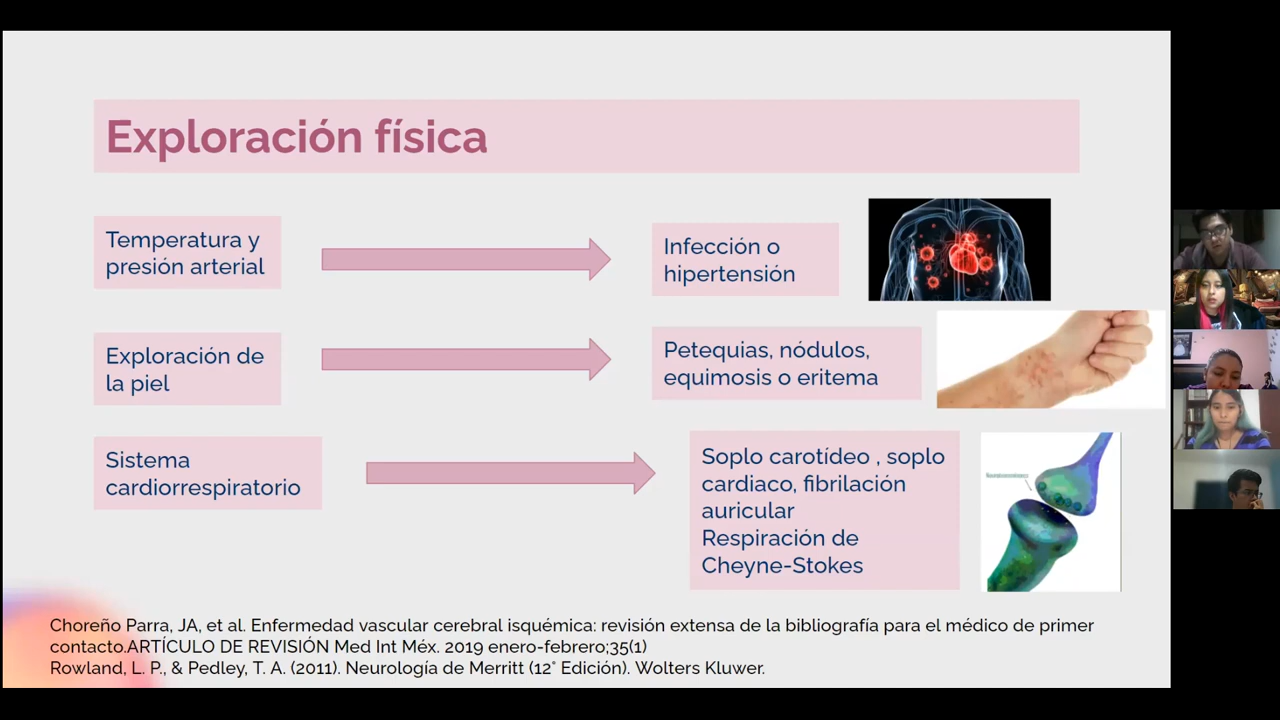 Exploración física
Temperatura y
presión arterial
Infección o
hipertensión
Exploración de
la piel
Petequias, nódulos,
equimosis o eritema
Sistema
cardiorrespiratorio
Soplo carotídeo , soplo
cardiaco, fibrilación
auricular
Respiración de
Cheyne-Stokes
Choreño Parra, JA, et al. Enfermedad vascular cerebral isquémica: revisión extensa de la bibliografía para el médico de primer
contacto.ARTÍCULO DE REVISIÓN Med Int Méx. 2019 enero-febrero;35(1)
Rowland, L. P., & Pedley, T. A. (2011). Neurología de Merritt (12° Edición). Wolters Kluwer.